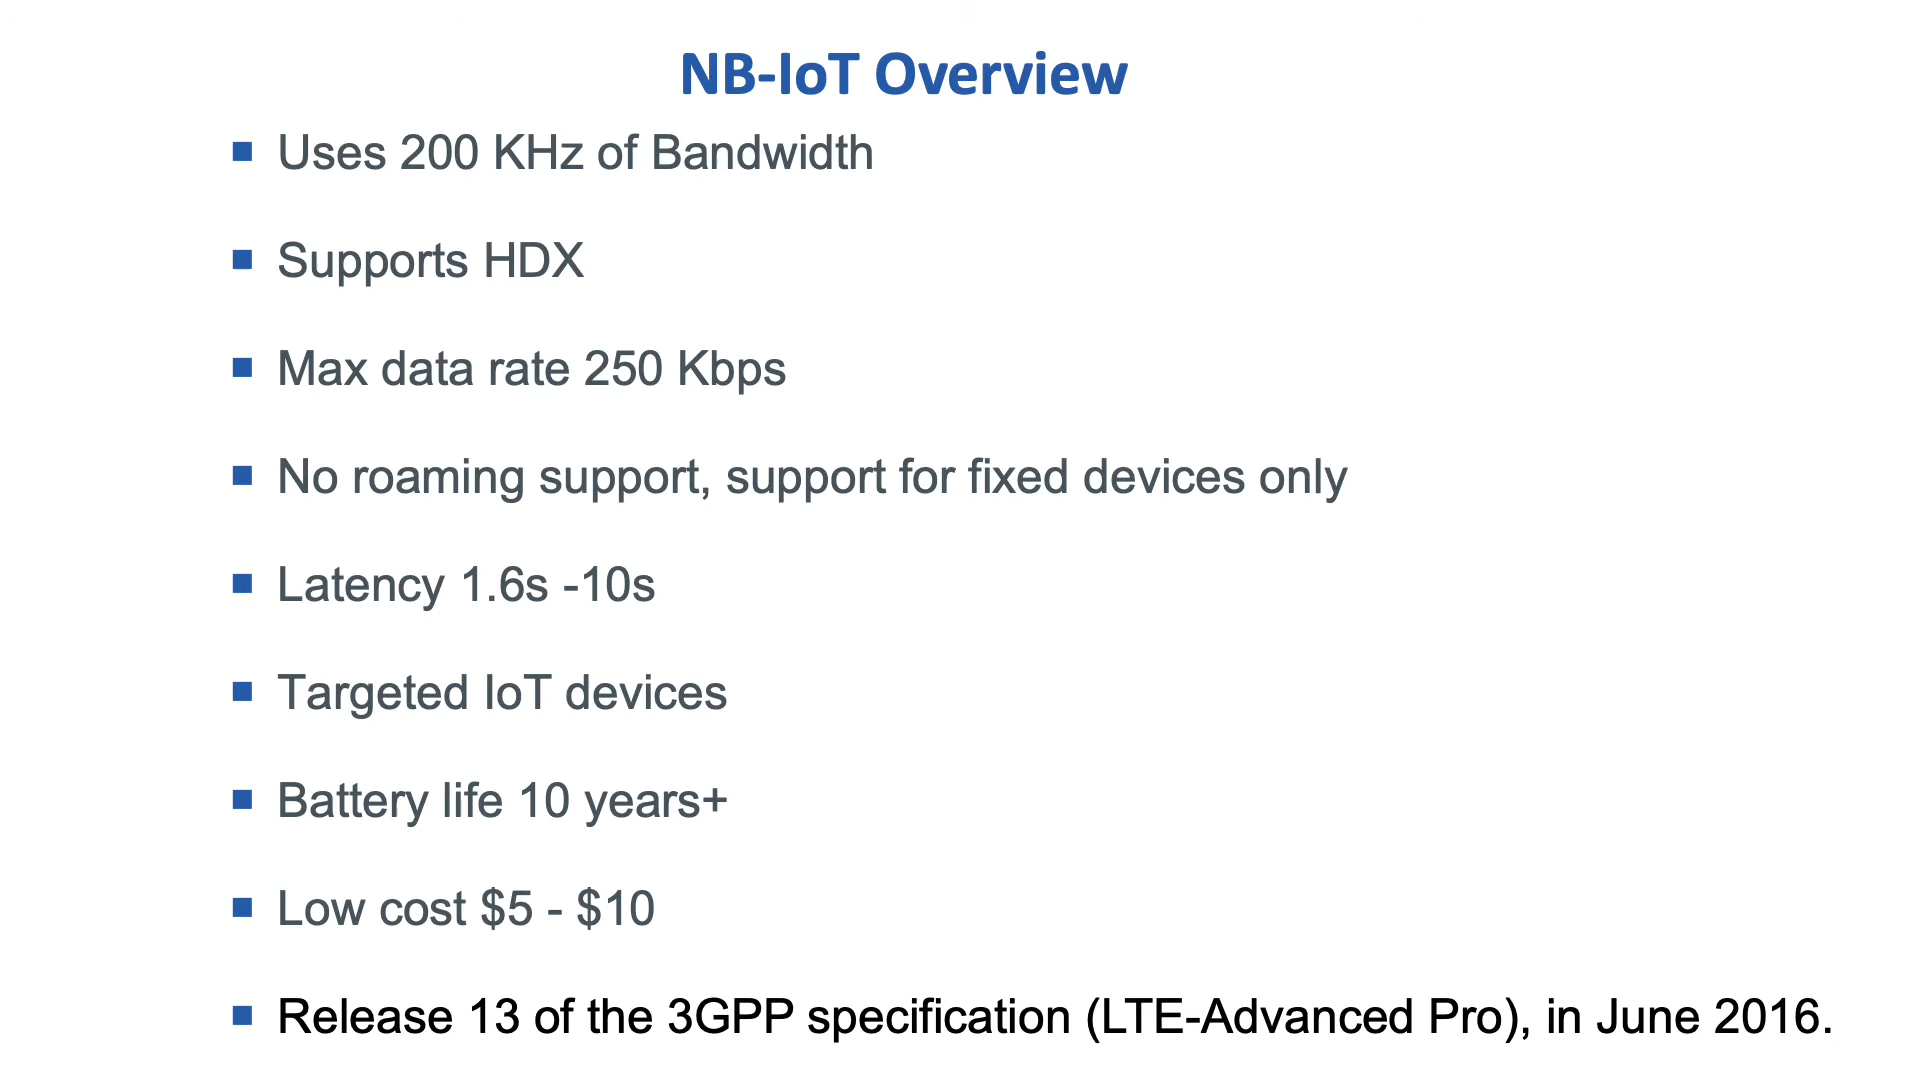 NB-IoT Overview
Uses 200 KHz of Bandwidth
Supports HDX
Max data rate 250 Kbps
No roaming support, support for fixed devices only
Latency 1.6s -10s
Targeted IoT devices
Battery life 10 years+
Low cost $5 - $10
Release 13 of the 3GPP specification (LTE-Advanced Pro), in June 2016.